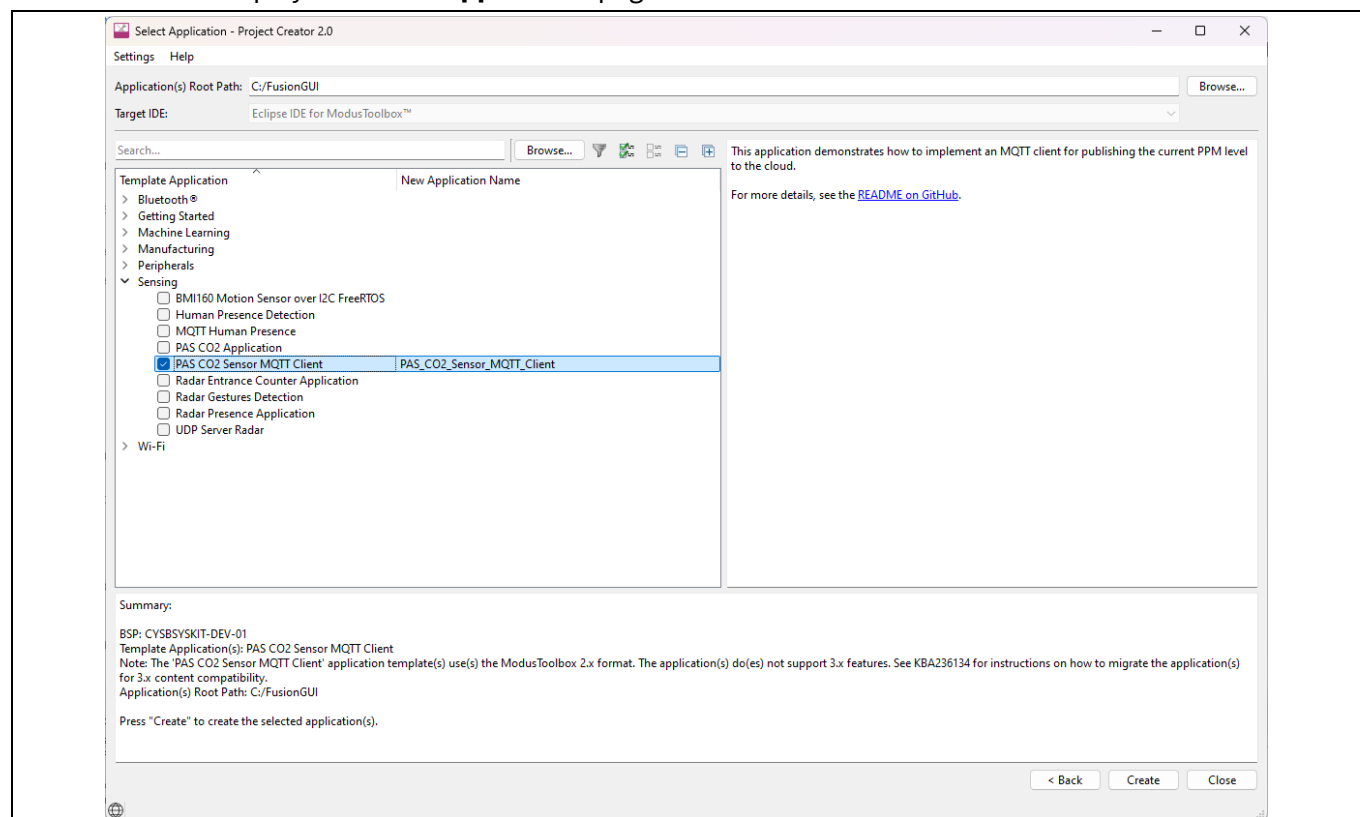 Select Application - Project Creator 2.0
Settings Help
Application(s) Root Path: C:/FusionGUI Browse...
Target IDE: Eclipse IDE for ModusToolbox™
Search... Browse...
Template Application New Application Name
Bluetooth®
Getting Started
Machine Learning
Manufacturing
Peripherals
Sensing
BMI160 Motion Sensor over I2C FreeRTOS
Human Presence Detection
MQTT Human Presence
PAS CO2 Application
PAS CO2 Sensor MQTT Client PAS_CO2_Sensor_MQTT_Client
Radar Entrance Counter Application
Radar Gestures Detection
Radar Presence Application
UDP Server Radar
Wi-Fi
This application demonstrates how to implement an MQTT client for publishing the current PPM level
to the cloud.
For more details, see the README on GitHub.
Summary:
BSP: CYSBSYSKIT-DEV-01
Template Application(s): PAS CO2 Sensor MQTT Client
Note: The 'PAS CO2 Sensor MQTT Client' application template(s) use(s) the ModusToolbox 2.x format. The application(s) do(es) not support 3.x features. See KBA236134 for instructions on how to migrate the application(s)
for 3.x content compatibility.
Application(s) Root Path: C:/FusionGUI
Press "Create" to create the selected application(s).
< Back Create Close